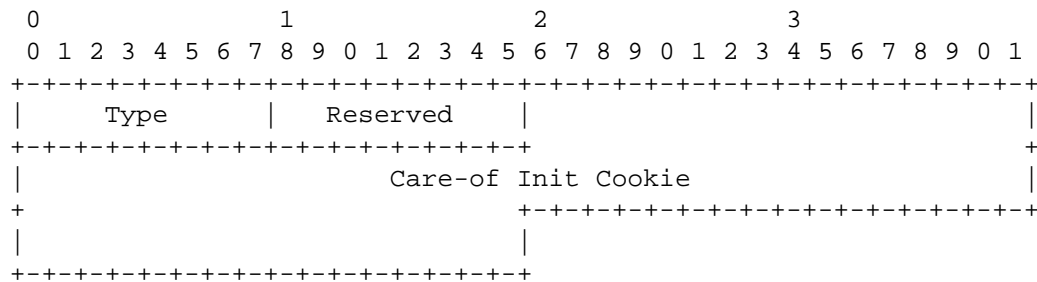 0                   1                   2                   3
 0 1 2 3 4 5 6 7 8 9 0 1 2 3 4 5 6 7 8 9 0 1 2 3 4 5 6 7 8 9 0 1
+-+-+-+-+-+-+-+-+-+-+-+-+-+-+-+-+-+-+-+-+-+-+-+-+-+-+-+-+-+-+-+-+
|      Type     |   Reserved    |                               |
+-+-+-+-+-+-+-+-+-+-+-+-+-+-+-+-+                               +
|                      Care-of Init Cookie                      |
+                               +-+-+-+-+-+-+-+-+-+-+-+-+-+-+-+-+
|                               |
+-+-+-+-+-+-+-+-+-+-+-+-+-+-+-+-+